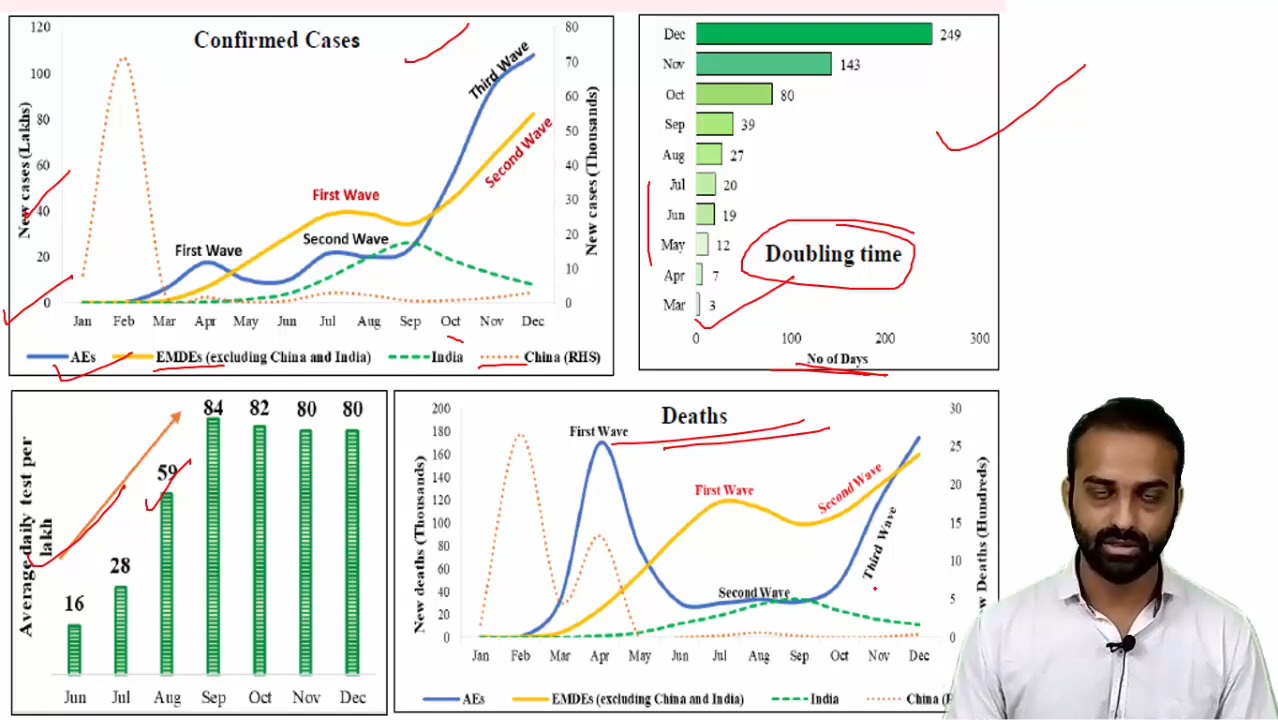 Confirmed Cases
120
100
80
60
40
20
0
New cases (Lakhs)
80
70
60
50
40
30
20
10
0
New cases (Thousands)
First Wave
First Wave
Second Wave
Third Wave
Second Wave
Jan Feb Mar Apr May Jun Jul Aug Sep Oct Nov Dec
AEs EMDEs (excluding China and India) India China (RHS)
Dec 249
Nov 143
Oct 80
Sep 39
Aug 27
Jul 20
Jun 19
May 12
Apr 7
Mar 3
Doubling time
0 100 200 300
No of Days
Average daily test per
lakh
16 28 59 84 82 80 80
Jun Jul Aug Sep Oct Nov Dec
Deaths
200
180
160
140
120
100
80
60
40
20
0
New deaths (Thousands)
30
25
20
15
10
5
0
New Deaths (Hundreds)
First Wave
First Wave
Second Wave
Second Wave
Third Wave
Jan Feb Mar Apr May Jun Jul Aug Sep Oct Nov Dec
AEs EMDEs (excluding China and India) India China (R